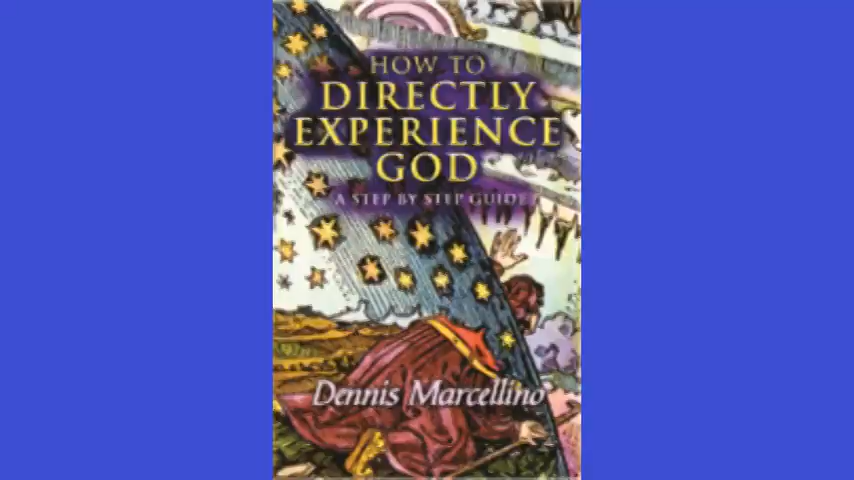 HOW TO
DIRECTLY
EXPERIENCE
GOD
A STEP BY STEP GUIDE
Dennis Marcellino